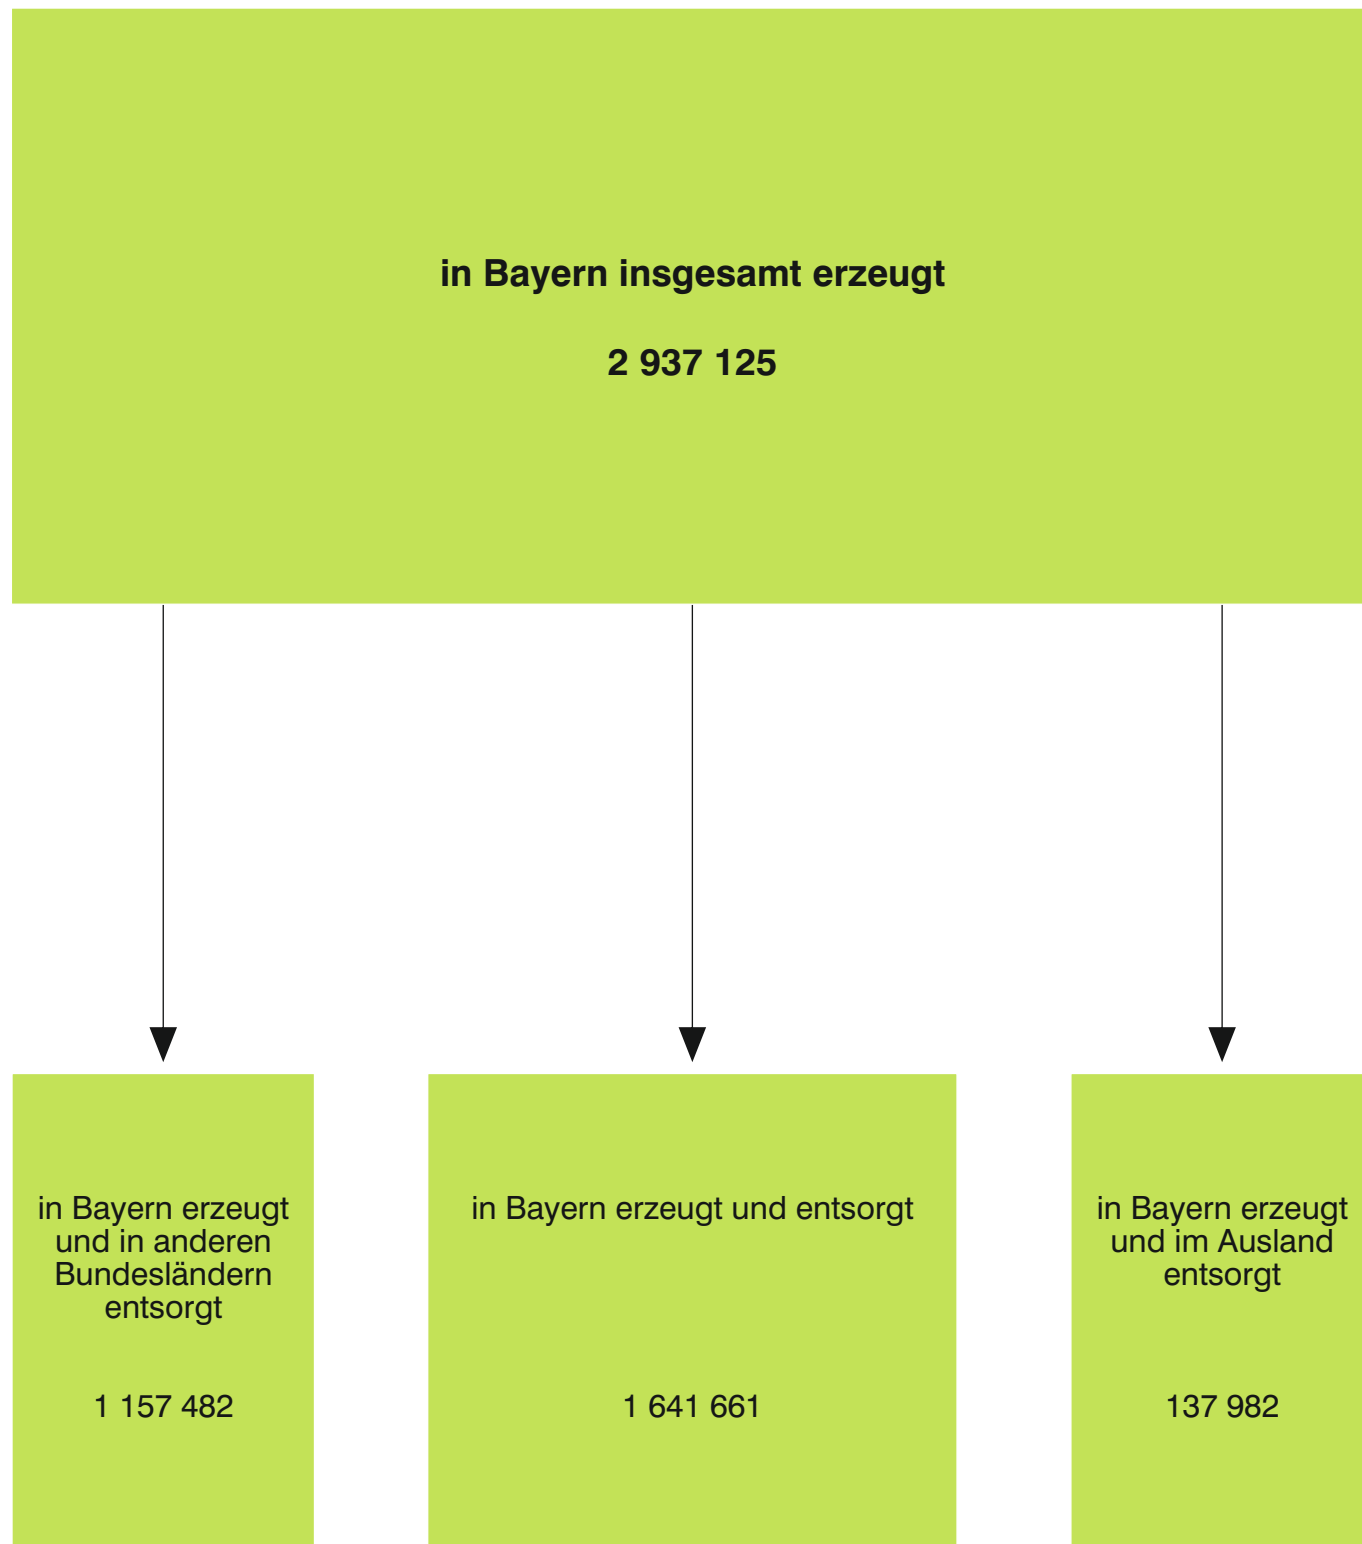 in Bayern insgesamt erzeugt
2 937 125
in Bayern erzeugt
und in anderen
Bundesländern
entsorgt
1 157 482
in Bayern erzeugt und entsorgt
1 641 661
in Bayern erzeugt
und im Ausland
entsorgt
137 982